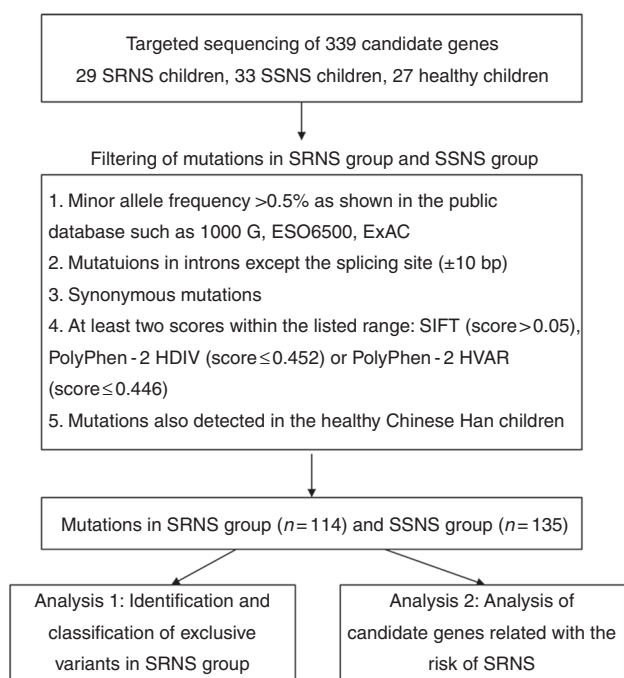 Targeted sequencing of 339 candidate genes
29 SRNS children, 33 SSNS children, 27 healthy children
Filtering of mutations in SRNS group and SSNS group
1. Minor allele frequency >0.5% as shown in the public
database such as 1000 G, ESO6500, ExAC
2. Mutatuions in introns except the splicing site (±10 bp)
3. Synonymous mutations
4. At least two scores within the listed range: SIFT (score>0.05),
PolyPhen - 2 HDIV (score≤0.452) or PolyPhen - 2 HVAR
(score≤0.446)
5. Mutations also detected in the healthy Chinese Han children
Mutations in SRNS group (n=114) and SSNS group (n=135)
Analysis 1: Identification and
classification of exclusive
variants in SRNS group
Analysis 2: Analysis of
candidate genes related with the
risk of SRNS